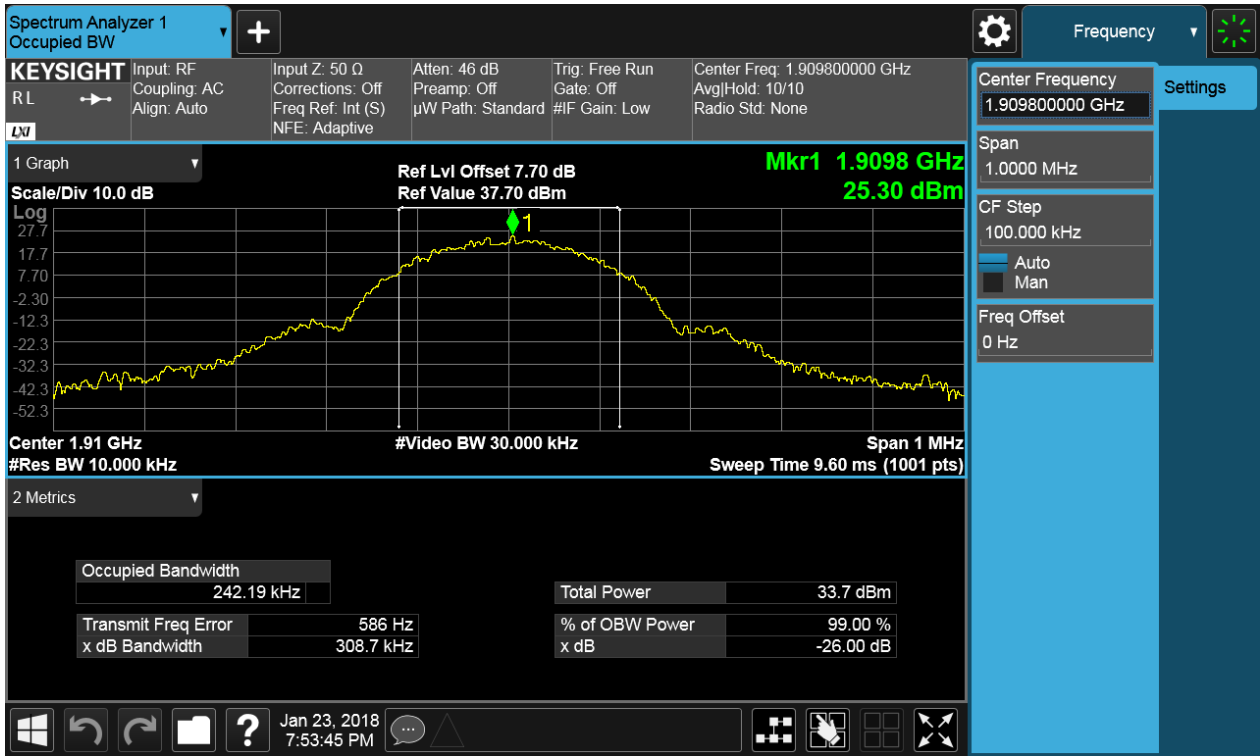 Spectrum Analyzer 1
Occupied BW
+
Frequency
KEYSIGHT
RL
LXI
Input: RF
Coupling: AC
Align: Auto
Input Z: 50 Ω
Corrections: Off
Freq Ref: Int (S)
NFE: Adaptive
Atten: 46 dB
Preamp: Off
µW Path: Standard
Trig: Free Run
Gate: Off
#IF Gain: Low
Center Freq: 1.909800000 GHz
Avg|Hold: 10/10
Radio Std: None
1 Graph
Scale/Div 10.0 dB
Log
Ref Lvl Offset 7.70 dB
Ref Value 37.70 dBm
Mkr1 1.9098 GHz
25.30 dBm
1
27.7
17.7
7.70
-2.30
-12.3
-22.3
-32.3
-42.3
-52.3
Center 1.91 GHz
#Res BW 10.000 kHz
#Video BW 30.000 kHz
Span 1 MHz
Sweep Time 9.60 ms (1001 pts)
2 Metrics
Occupied Bandwidth
242.19 kHz
Transmit Freq Error 586 Hz
x dB Bandwidth 308.7 kHz
Total Power 33.7 dBm
% of OBW Power 99.00 %
x dB -26.00 dB
Center Frequency
1.909800000 GHz
Span
1.0000 MHz
CF Step
100.000 kHz
Auto
Man
Freq Offset
0 Hz
Settings
?
Jan 23, 2018
7:53:45 PM